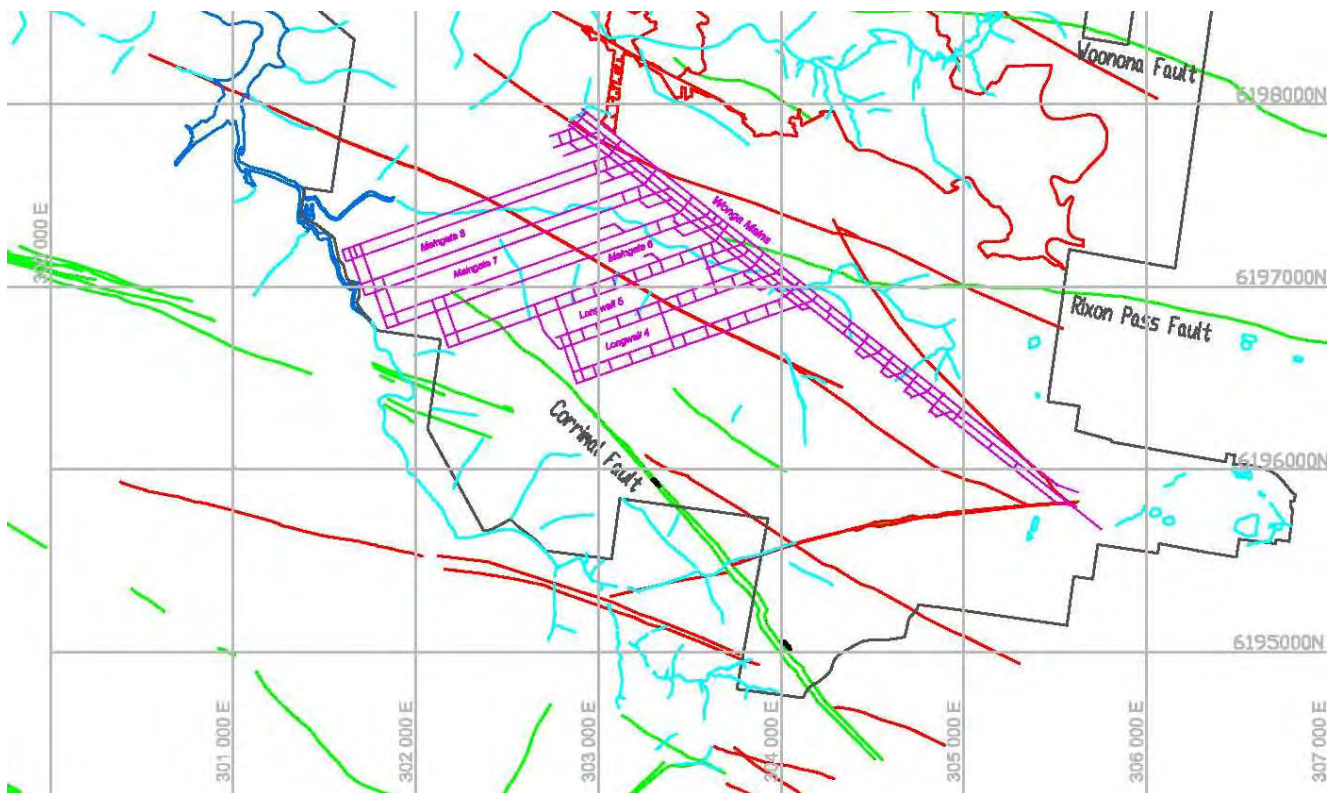 Woonona Fault
6198000N
Wonga Mains
Maingate 8
Maingate 6
Maingate 7
6197000N
Longwall 5
Rixon Pass Fault
Longwall 4
Corrimal Fault
6196000N
6195000N
301 000 E
302 000 E
303 000 E
304 000 E
305 000 E
306 000 E
307 000 E